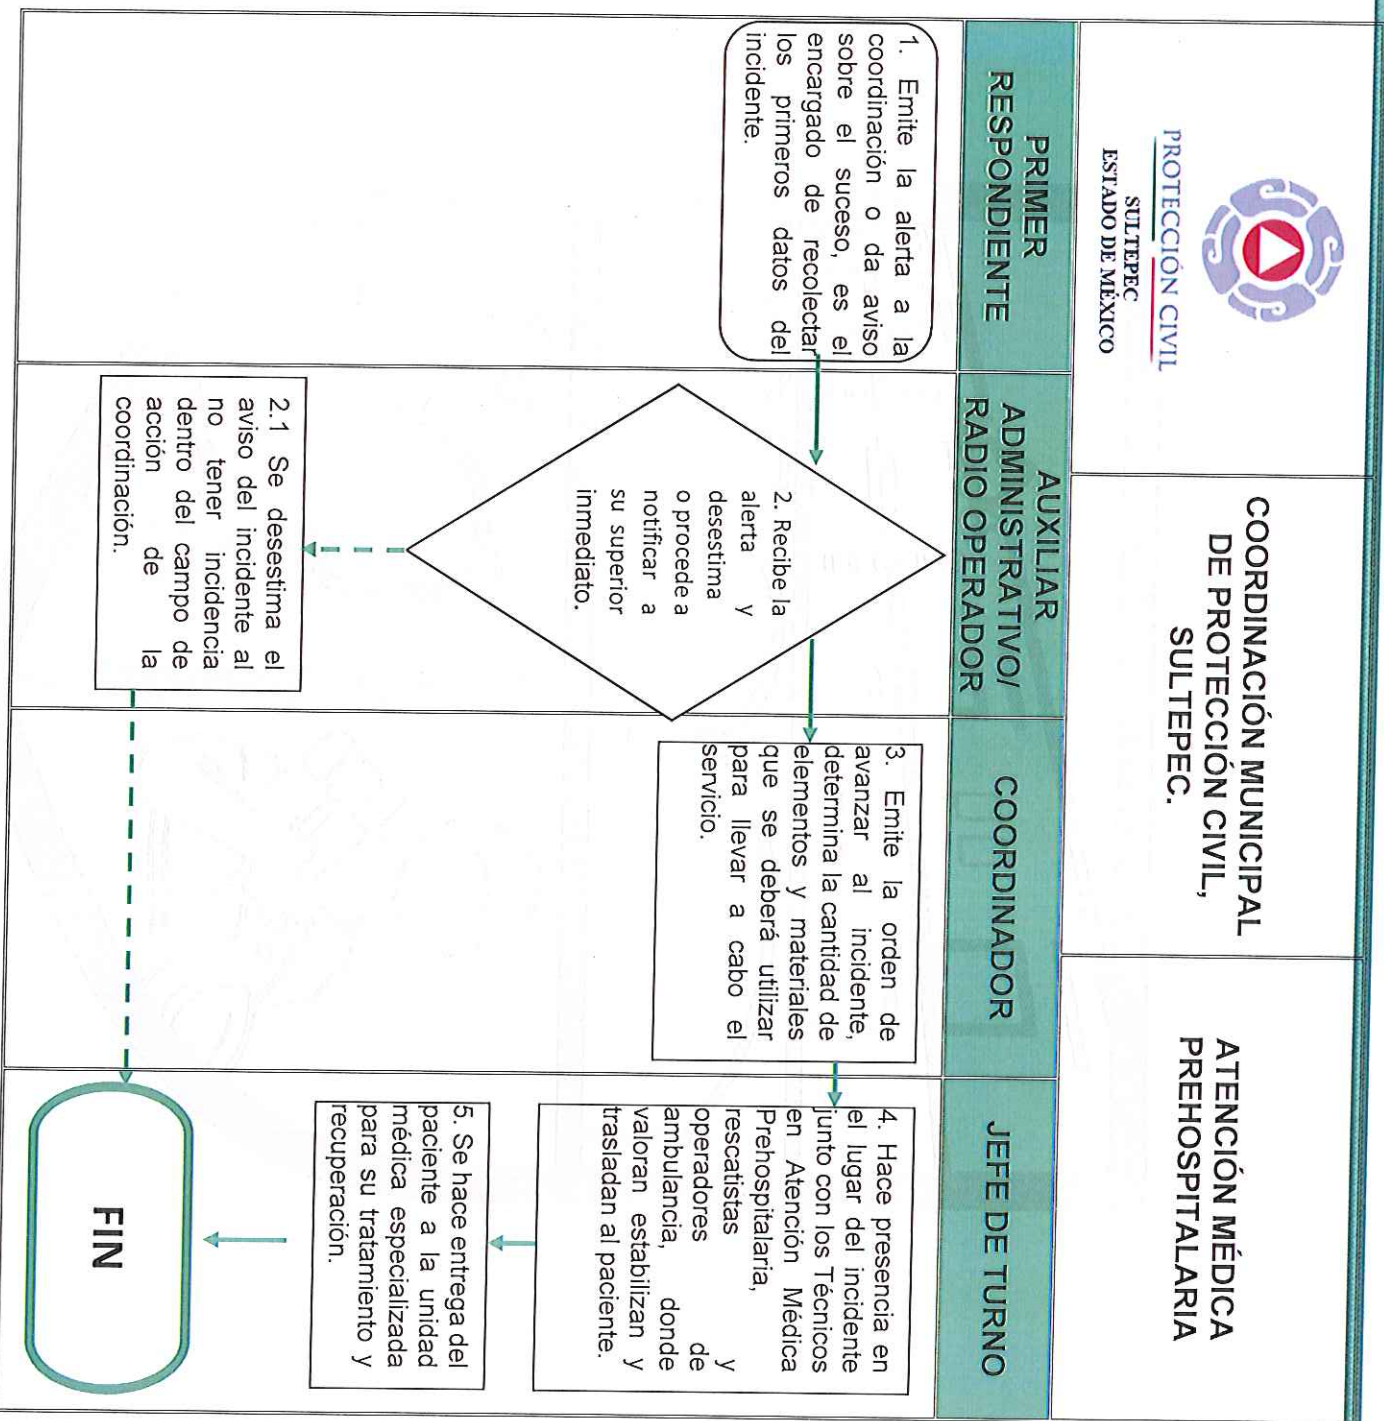 PROTECCIÓN CIVIL
SULTEPEC
ESTADO DE MÉXICO
COORDINACIÓN MUNICIPAL
DE PROTECCIÓN CIVIL,
SULTEPEC.
ATENCIÓN MÉDICA
PREHOSPITALARIA
PRIMER
RESPONDIENTE
AUXILIAR
ADMINISTRATIVO/
RADIO OPERADOR
COORDINADOR
JEFE DE TURNO
1. Emite la alerta a la
coordinación o da aviso
sobre el suceso, es el
encargado de recolectar
los primeros datos del
incidente.
2. Recibe la
alerta y
desestima
o procede a
notificar a
su superior
inmediato.
2.1 Se desestima el
aviso del incidente al
no tener incidencia
dentro del campo de
acción de la
coordinación.
3. Emite la orden de
avanzar al incidente,
determina la cantidad de
elementos y materiales
que se deberá utilizar
para llevar a cabo el
servicio.
4. Hace presencia en
el lugar del incidente
junto con los Técnicos
en Atención Médica
Prehospitalaria,
rescatistas y
operadores de
ambulancia, donde
valoran estabilizan y
trasladan al paciente.
5. Se hace entrega del
paciente a la unidad
médica especializada
para su tratamiento y
recuperación.
FIN